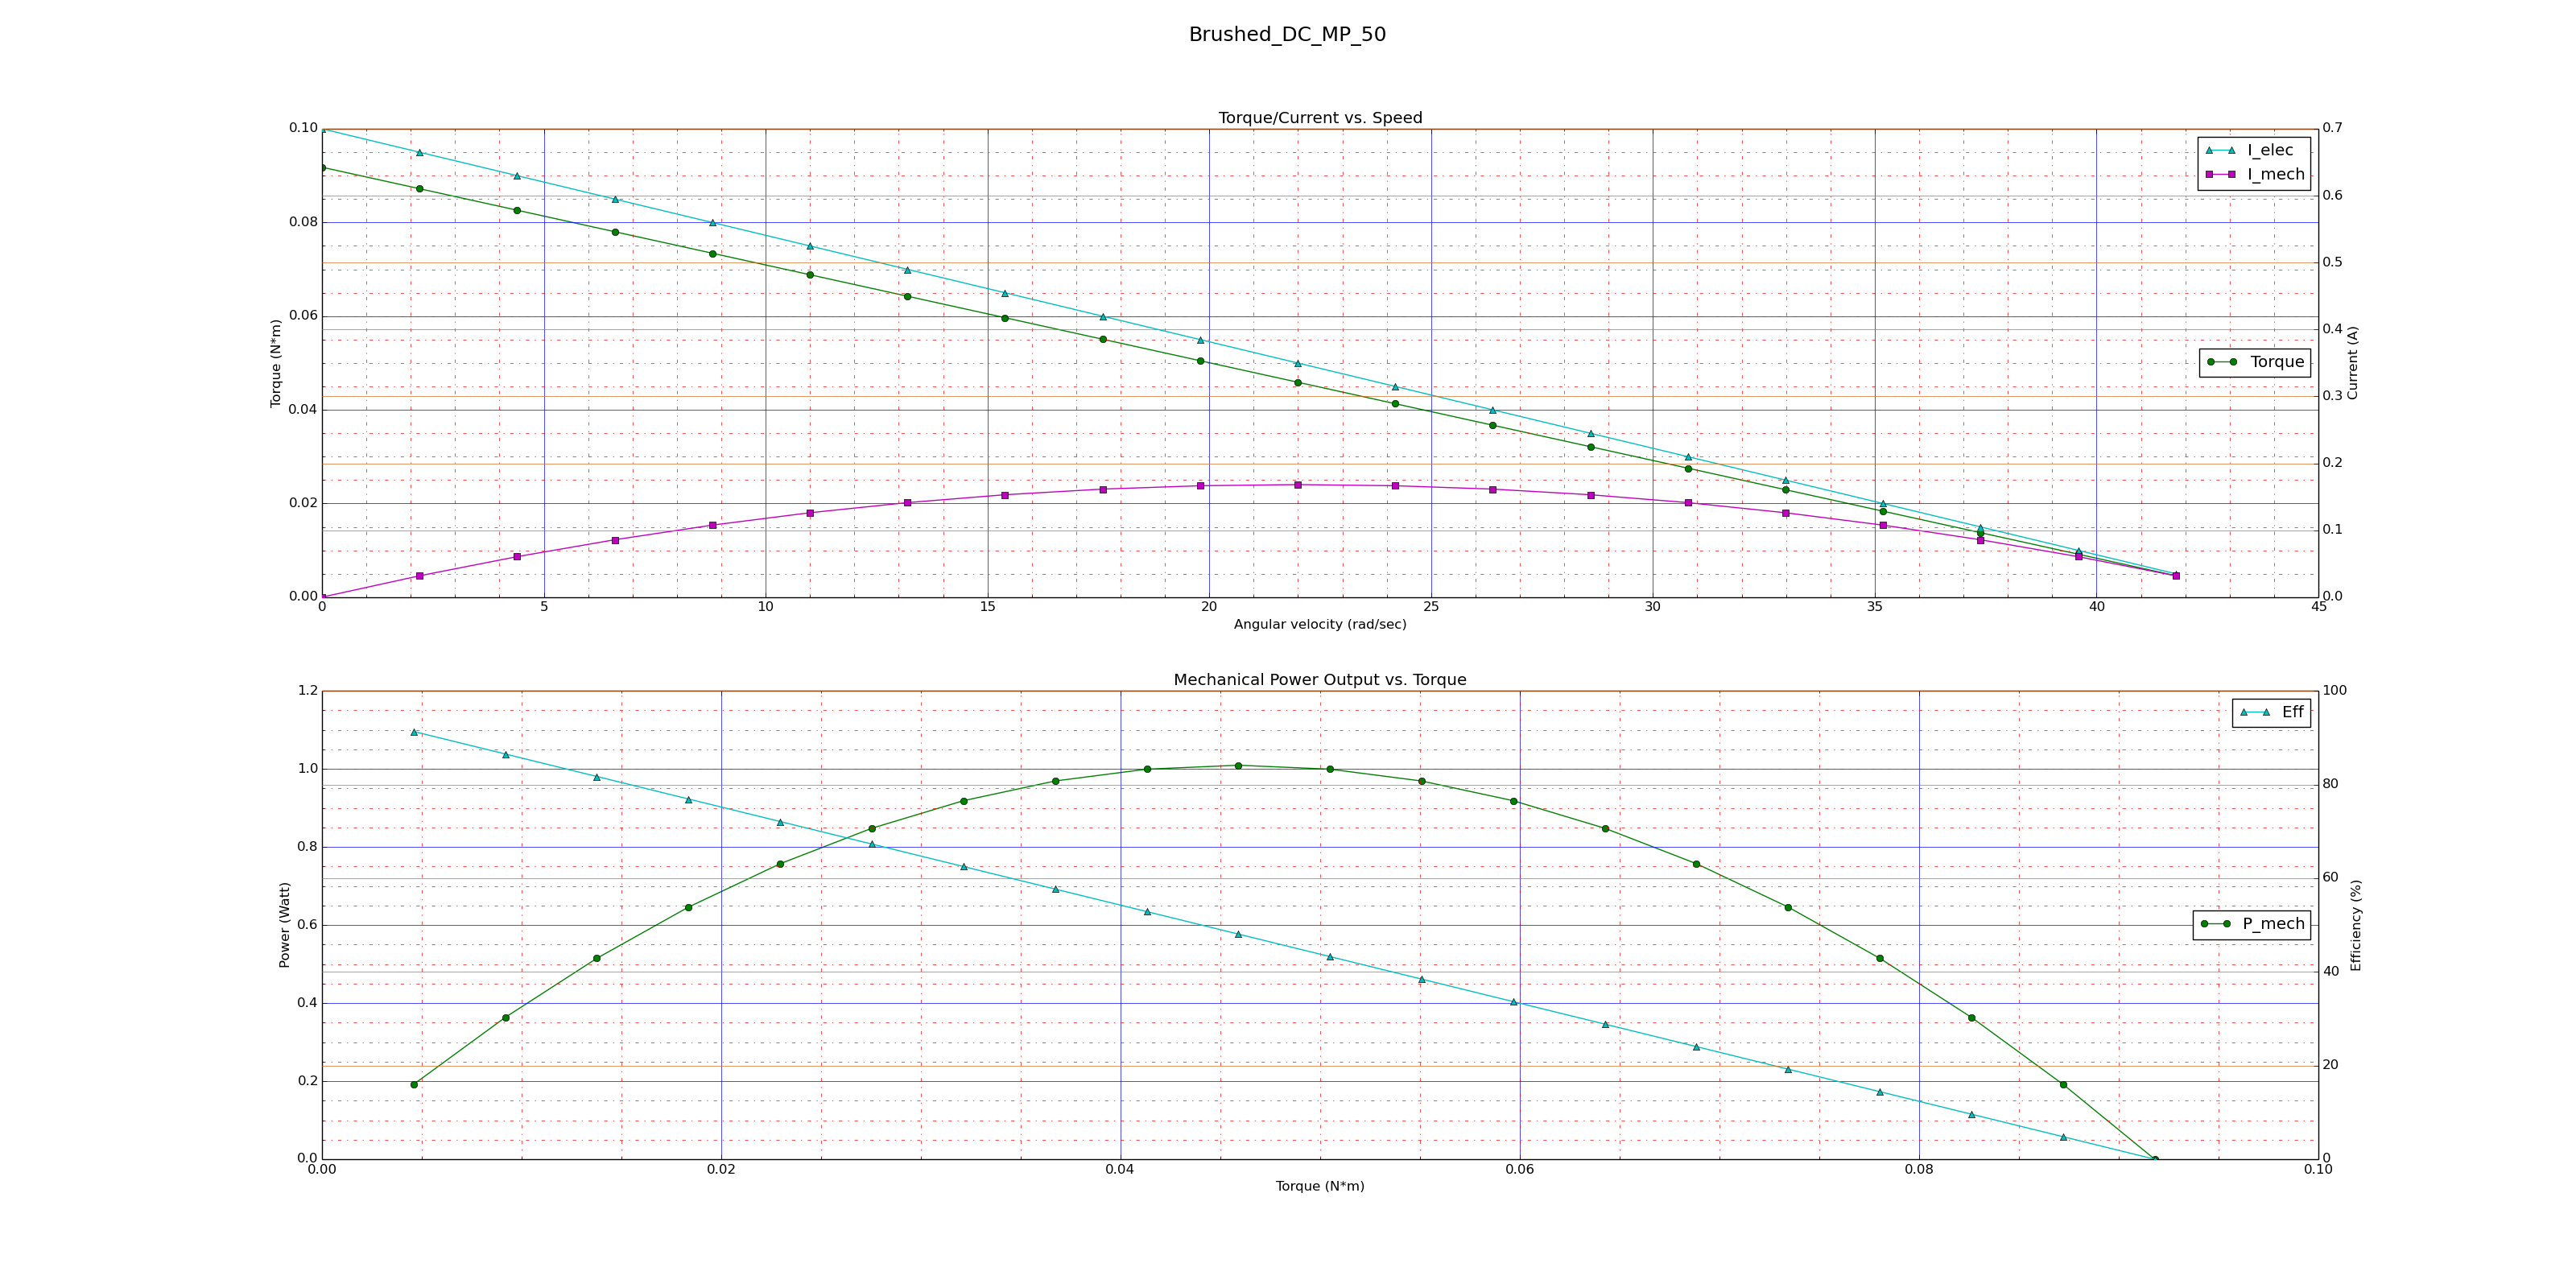 Brushed_DC_MP_50
Torque/Current vs. Speed
0.10
0.08
0.06
0.04
0.02
0.00
Torque (N*m)
0.7
0.6
0.5
0.4
0.3
0.2
0.1
0.0
Current (A)
I_elec
I_mech
Torque
0 5 10 15 20 25 30 35 40 45
Angular velocity (rad/sec)
Mechanical Power Output vs. Torque
1.2
1.0
0.8
0.6
0.4
0.2
0.0
Power (Watt)
100
80
60
40
20
0
Efficiency (%)
Eff
P_mech
0.00 0.02 0.04 0.06 0.08 0.10
Torque (N*m)